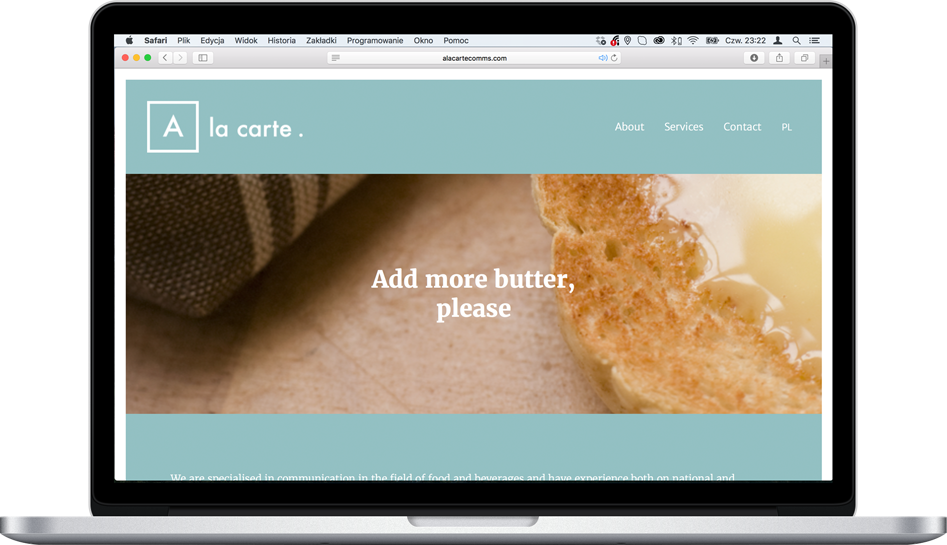 Safari Plik Edycja Widok Historia Zakładki Programowanie Okno Pomoc Czw. 23:22
alacartecomms.com
A la carte .
About Services Contact PL
Add more butter,
please
We are specialised in communication in the field of food and beverages and have experience both on national and